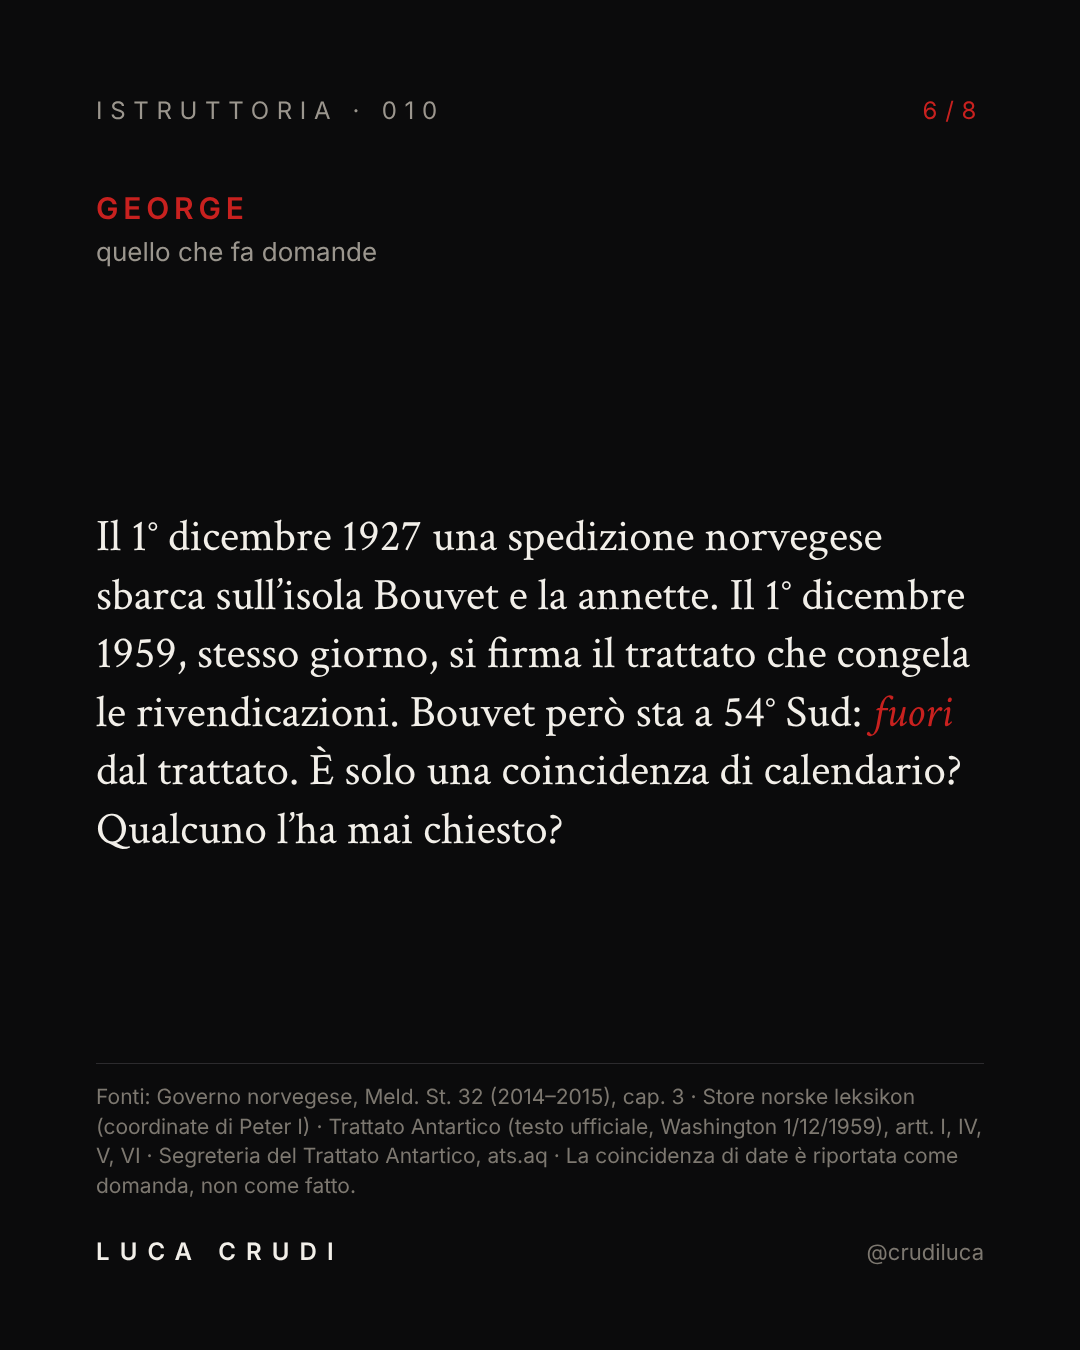 ISTRUTTORIA · 010
6/8
GEORGE
quello che fa domande
Il 1° dicembre 1927 una spedizione norvegese
sbarca sull’isola Bouvet e la annette. Il 1° dicembre
1959, stesso giorno, si firma il trattato che congela
le rivendicazioni. Bouvet però sta a 54° Sud: fuori
dal trattato. È solo una coincidenza di calendario?
Qualcuno l’ha mai chiesto?
Fonti: Governo norvegese, Meld. St. 32 (2014–2015), cap. 3 · Store norske leksikon
(coordinate di Peter I) · Trattato Antartico (testo ufficiale, Washington 1/12/1959), artt. I, IV,
V, VI · Segreteria del Trattato Antartico, ats.aq · La coincidenza di date è riportata come
domanda, non come fatto.
LUCA CRUDI
@crudiluca